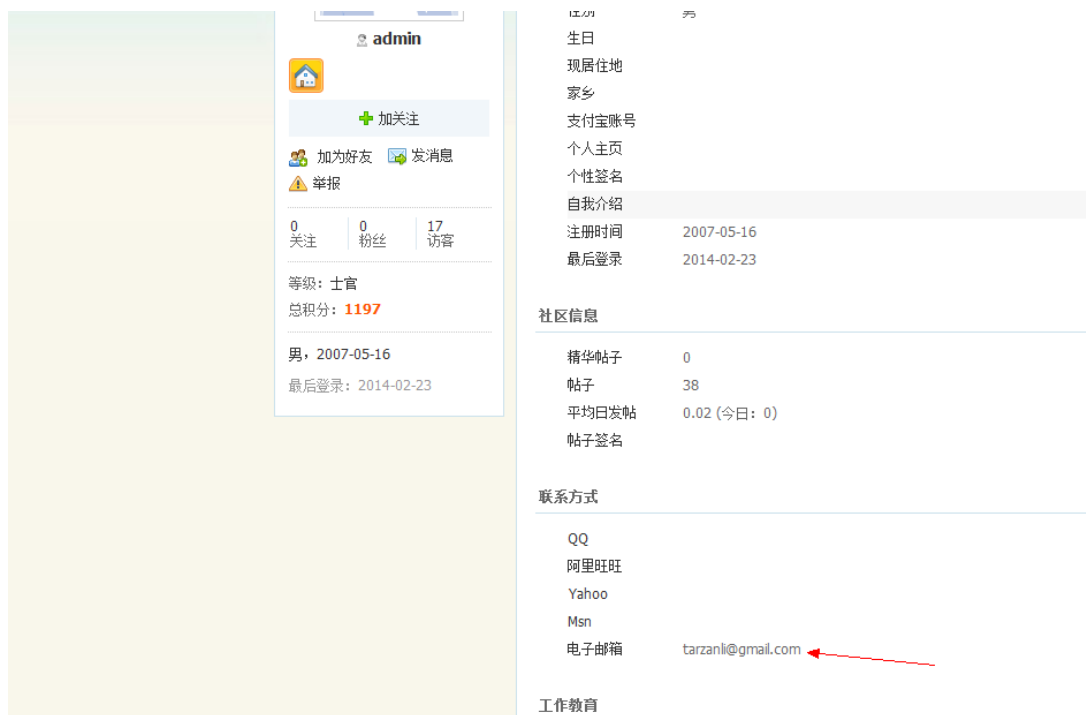 admin
加关注
加为好友 发消息
举报
0 0 17
关注 粉丝 访客
等级：士官
总积分：1197
男，2007-05-16
最后登录：2014-02-23
性别 男
生日
现居住地
家乡
支付宝账号
个人主页
个性签名
自我介绍
注册时间 2007-05-16
最后登录 2014-02-23
社区信息
精华帖子 0
帖子 38
平均日发帖 0.02 (今日：0)
帖子签名
联系方式
QQ
阿里旺旺
Yahoo
Msn
电子邮箱 tarzanli@gmail.com
工作教育